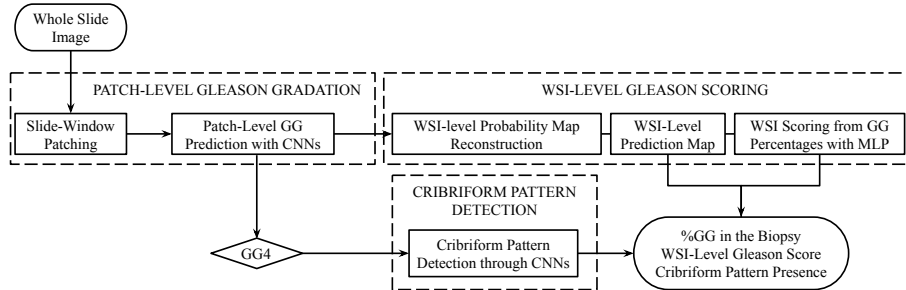 Whole Slide
Image
PATCH-LEVEL GLEASON GRADATION
Slide-Window
Patching
Patch-Level GG
Prediction with CNNs
WSI-LEVEL GLEASON SCORING
WSI-level Probability Map
Reconstruction
WSI-Level
Prediction Map
WSI Scoring from GG
Percentages with MLP
GG4
CRIBRIFORM PATTERN
DETECTION
Cribriform Pattern
Detection through CNNs
%GG in the Biopsy
WSI-Level Gleason Score
Cribriform Pattern Presence